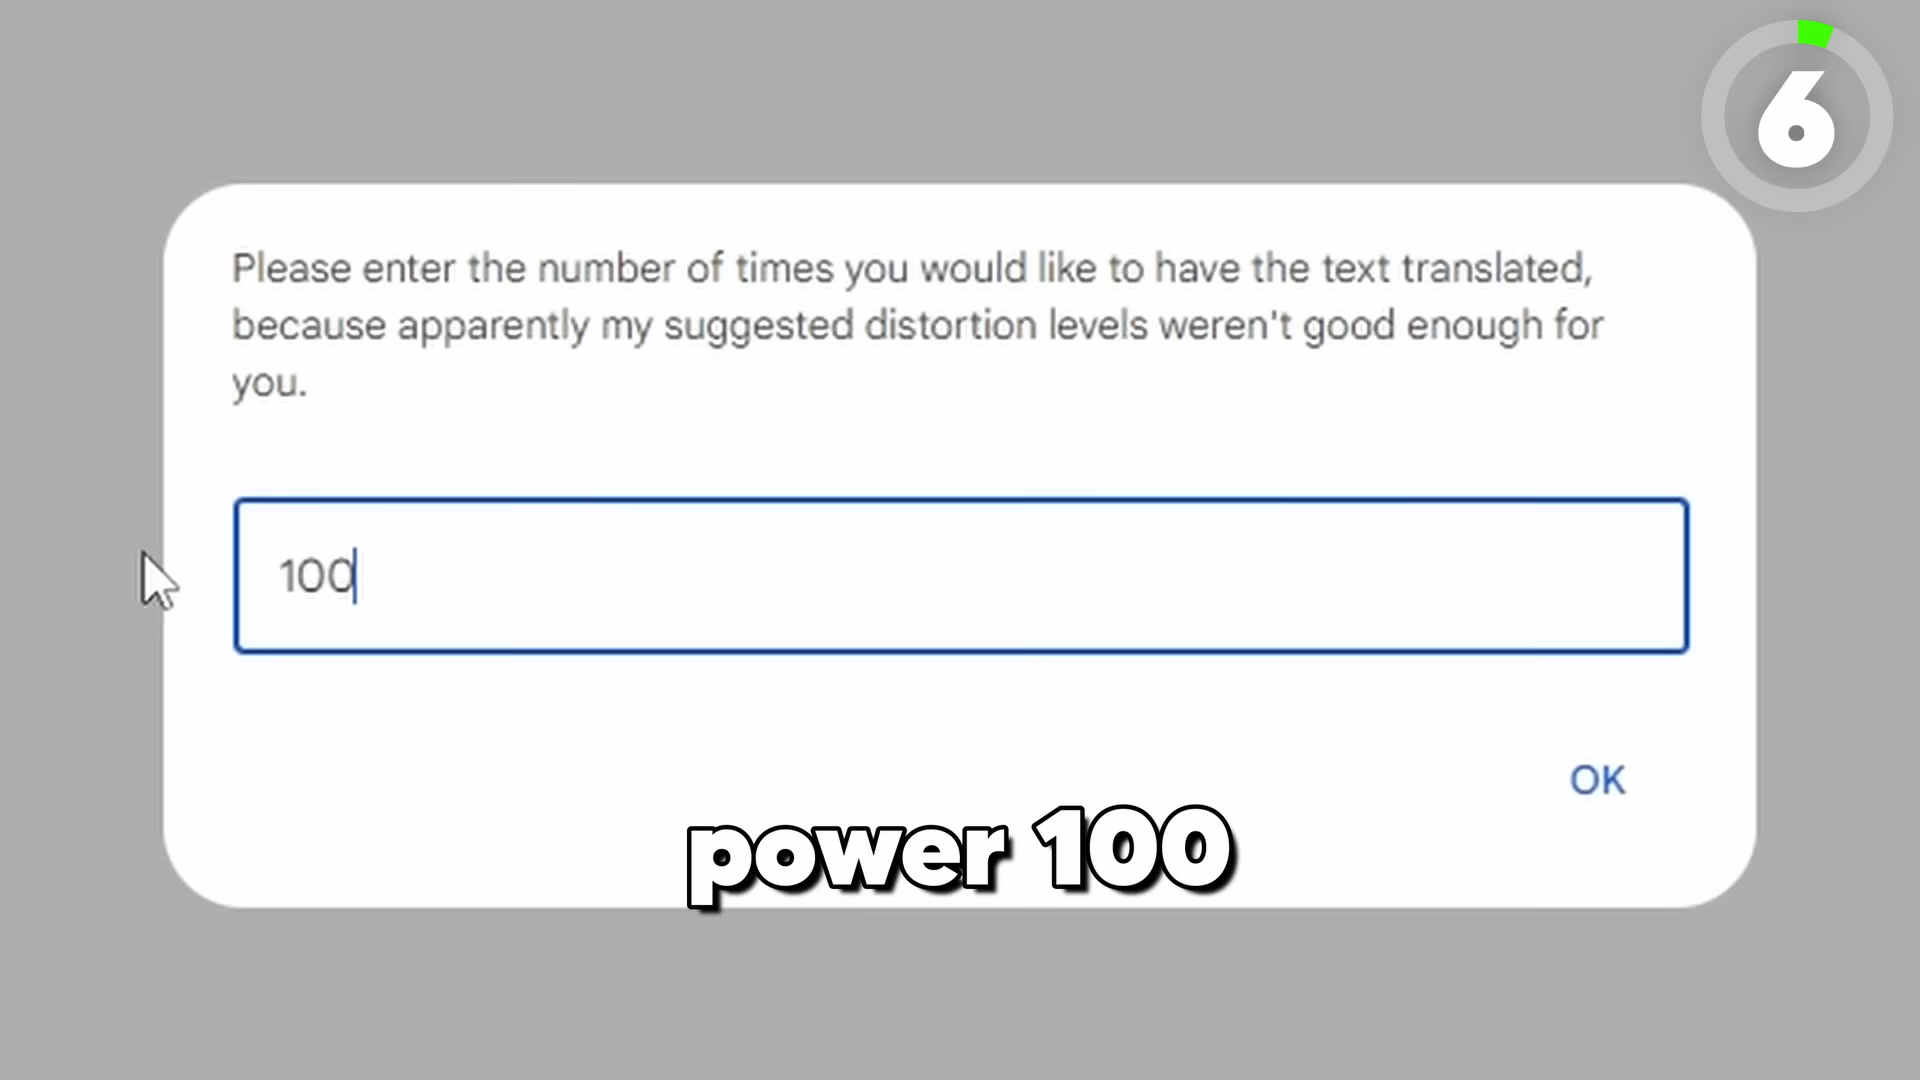 6
Please enter the number of times you would like to have the text translated,
because apparently my suggested distortion levels weren't good enough for
you.
100
OK
power 100